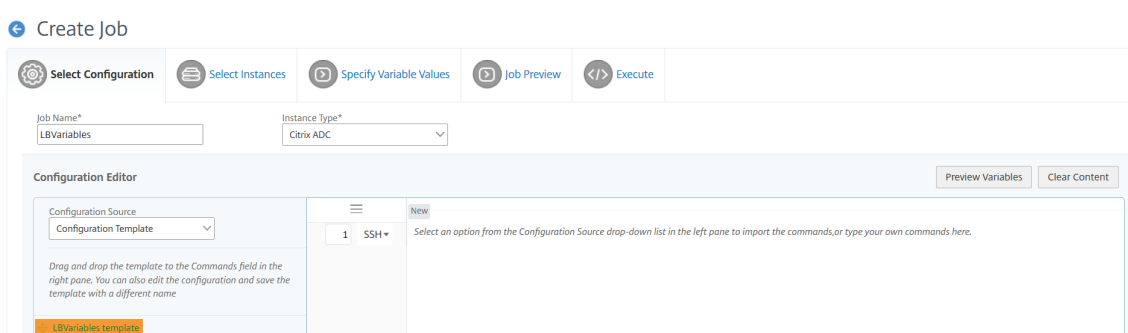 Create Job
Select Configuration
Select Instances
Specify Variable Values
Job Preview
Execute
Job Name*
Instance Type*
LBVariables
Citrix ADC
Configuration Editor
Preview Variables
Clear Content
Configuration Source
Configuration Template
Drag and drop the template to the Commands field in the
right pane. You can also edit the configuration and save the
template with a different name
LBVariables template
1 SSH
New
Select an option from the Configuration Source drop-down list in the left pane to import the commands,or type your own commands here.